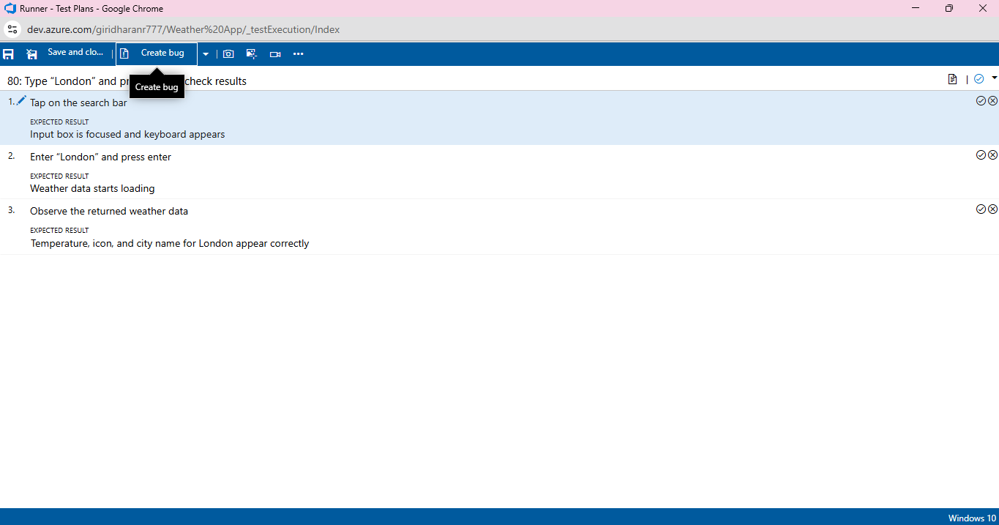 Runner - Test Plans - Google Chrome
dev.azure.com/giridharanr777/Weather%20App/_testExecution/Index
Save and clo... | Create bug |
80: Type “London” and pr check results
Create bug
1. Tap on the search bar
EXPECTED RESULT
Input box is focused and keyboard appears
2. Enter “London” and press enter
EXPECTED RESULT
Weather data starts loading
3. Observe the returned weather data
EXPECTED RESULT
Temperature, icon, and city name for London appear correctly
Windows 10